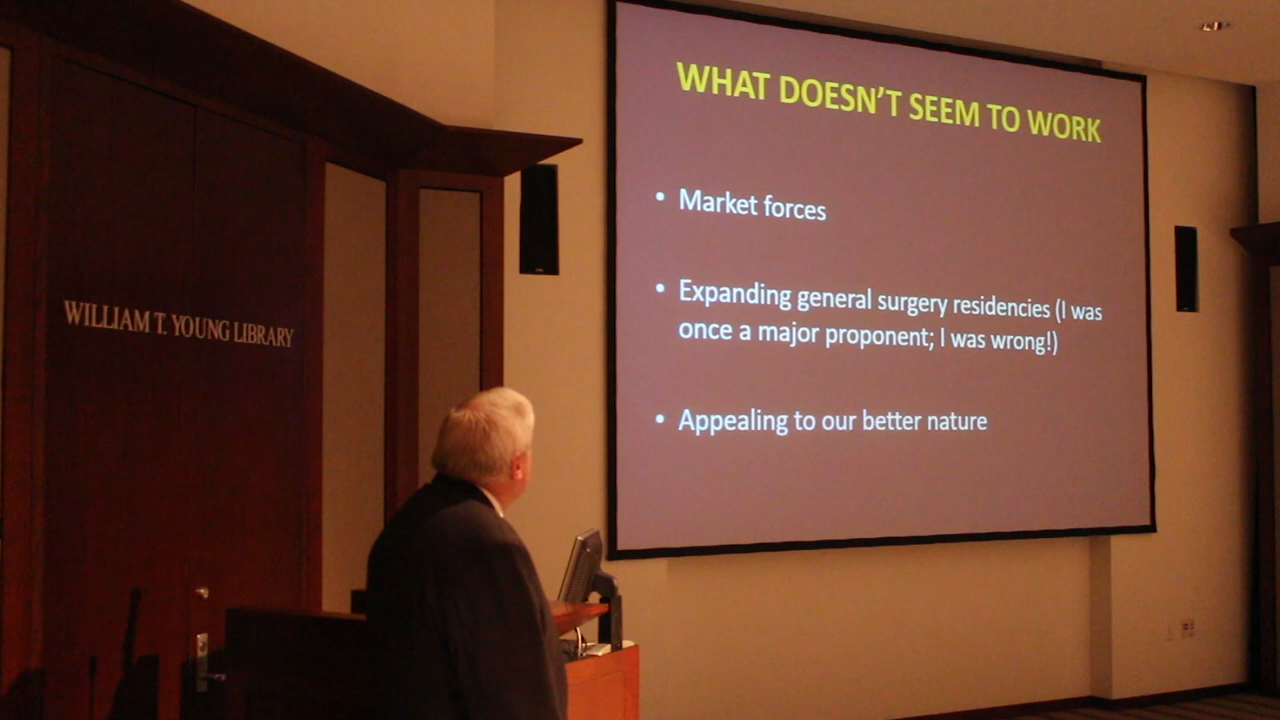 WILLIAM T. YOUNG LIBRARY
WHAT DOESN'T SEEM TO WORK
• Market forces
• Expanding general surgery residencies (I was
once a major proponent; I was wrong!)
• Appealing to our better nature